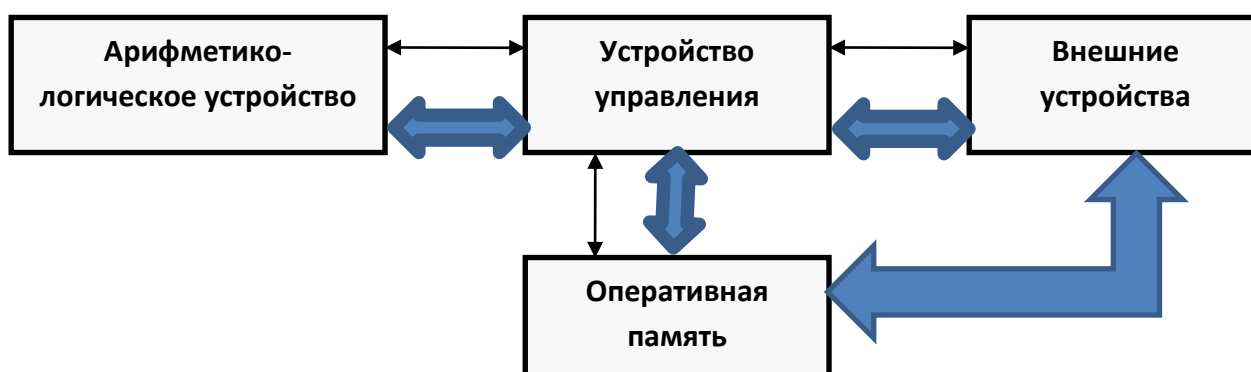 Арифметико-
логическое устройство
Устройство
управления
Внешние
устройства
Оперативная
память